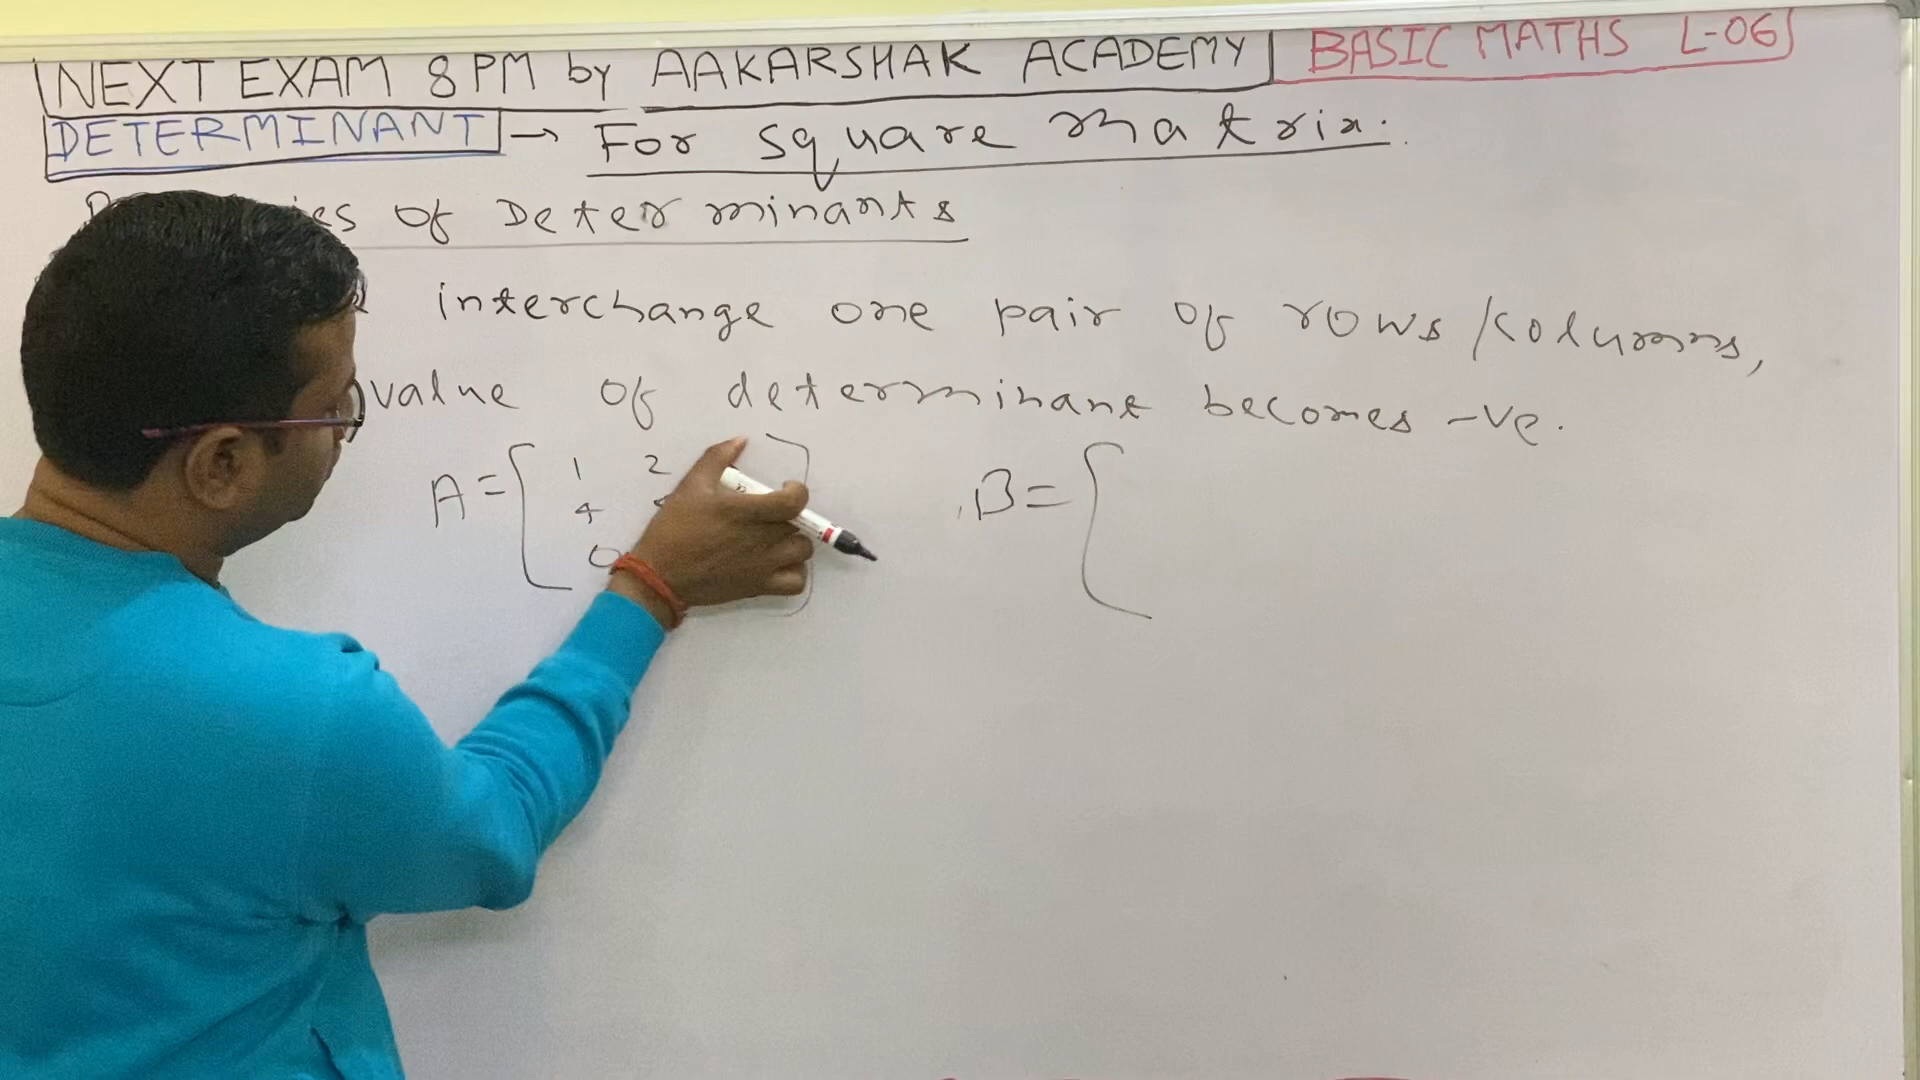 NEXT EXAM 8 PM by AAKARSHAK ACADEMY BASIC MATHS L-06
DETERMINANT → For square matrix.
of Determinants
interchange one pair of rows/columns,
value of determinant becomes -ve.
A = [ 1 2 B = [
4
0